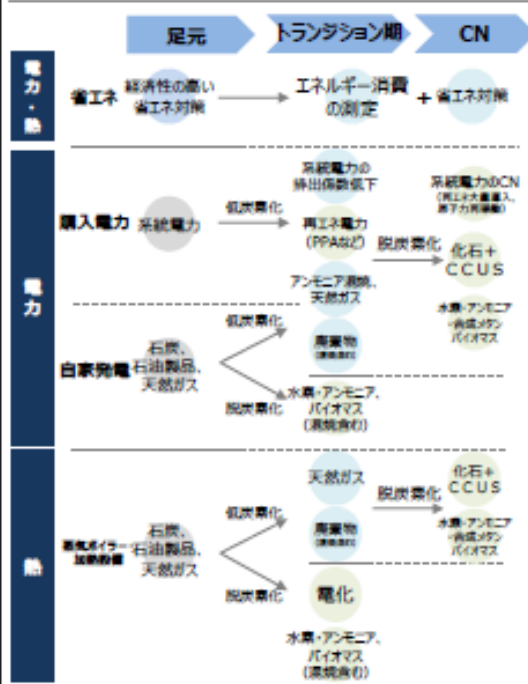 足元
トランジション期
CN
電力・熱
省エネ
経済性の高い
省エネ対策
エネルギー消費
の測定
+
省エネ対策
電力
購入電力
系統電力
低炭素化
系統電力の
排出係数低下
再エネ電力
(PPAなど)
脱炭素化
系統電力のCN
化石+
CCUS
アンモニア混焼、
天然ガス
廃棄物
水素・アンモニア
・合成メタン
バイオマス
自家発電
石炭、
石油製品、
天然ガス
低炭素化
脱炭素化
水素・アンモニア、
バイオマス
(混焼含む)
熱
蒸気ボイラー・
加熱設備
石炭、
石油製品、
天然ガス
低炭素化
脱炭素化
天然ガス
廃棄物
脱炭素化
化石+
CCUS
水素・アンモニア
・合成メタン
バイオマス
電化
水素・アンモニア、
バイオマス
(混焼含む)